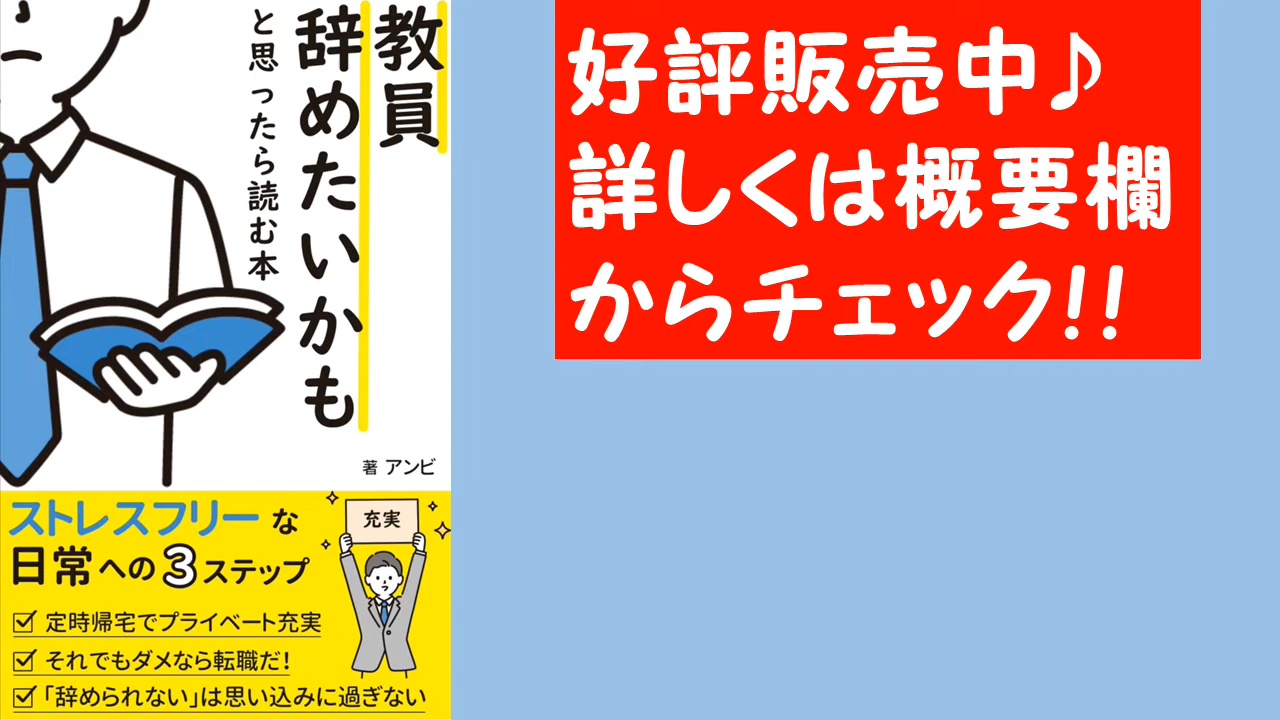 教員
辞めたいかも
と思ったら読む本
著 アンビ
ストレスフリーな
日常への3ステップ
充実
定時帰宅でプライベート充実
それでもダメなら転職だ!
「辞められない」は思い込みに過ぎない
好評販売中♪
詳しくは概要欄
からチェック!!